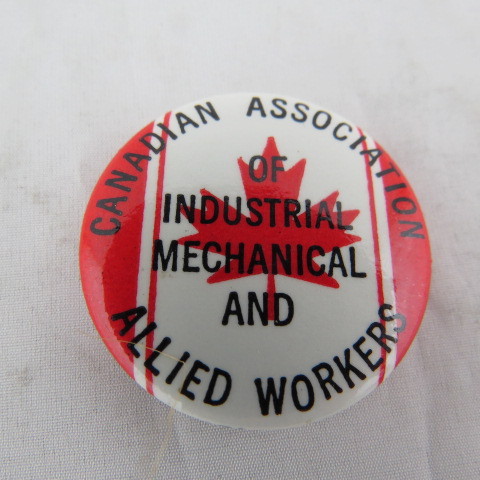 CANADIAN ASSOCIATION
OF
INDUSTRIAL
MECHANICAL
AND
ALLiED WORKERS